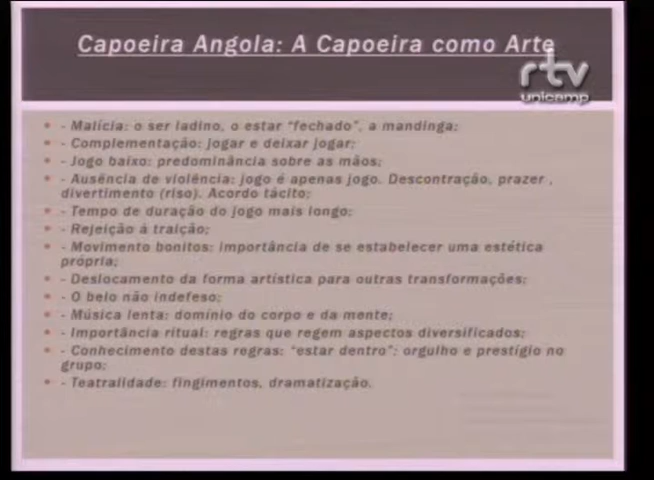 Capoeira Angola: A Capoeira como Arte
rtv
unicamp
- Malícia: o ser ladino, o estar "fechado", a mandinga;
- Complementação: jogar e deixar jogar;
- Jogo baixo: predominância sobre as mãos;
- Ausência de violência: jogo é apenas jogo. Descontração, prazer ,
divertimento (riso). Acordo tácito;
- Tempo de duração do jogo mais longo;
- Rejeição à traição;
- Movimento bonitos: importância de se estabelecer uma estética
própria;
- Deslocamento da forma artística para outras transformações;
- O belo não indefeso;
- Música lenta: domínio do corpo e da mente;
- Importância ritual: regras que regem aspectos diversificados;
- Conhecimento destas regras: "estar dentro": orgulho e prestígio no
grupo;
- Teatralidade: fingimentos, dramatização.